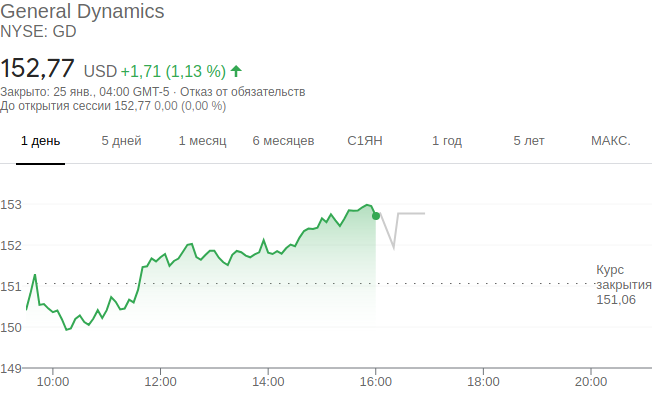 General Dynamics
NYSE: GD
152,77 USD +1,71 (1,13 %)
Закрыто: 25 янв., 04:00 GMT-5 · Отказ от обязательств
До открытия сессии 152,77 0,00 (0,00 %)
1 день 5 дней 1 месяц 6 месяцев С1ЯН 1 год 5 лет МАКС.
153
152
Курс
закрытия
151,06
151
150
149
10:00 12:00 14:00 16:00 18:00 20:00